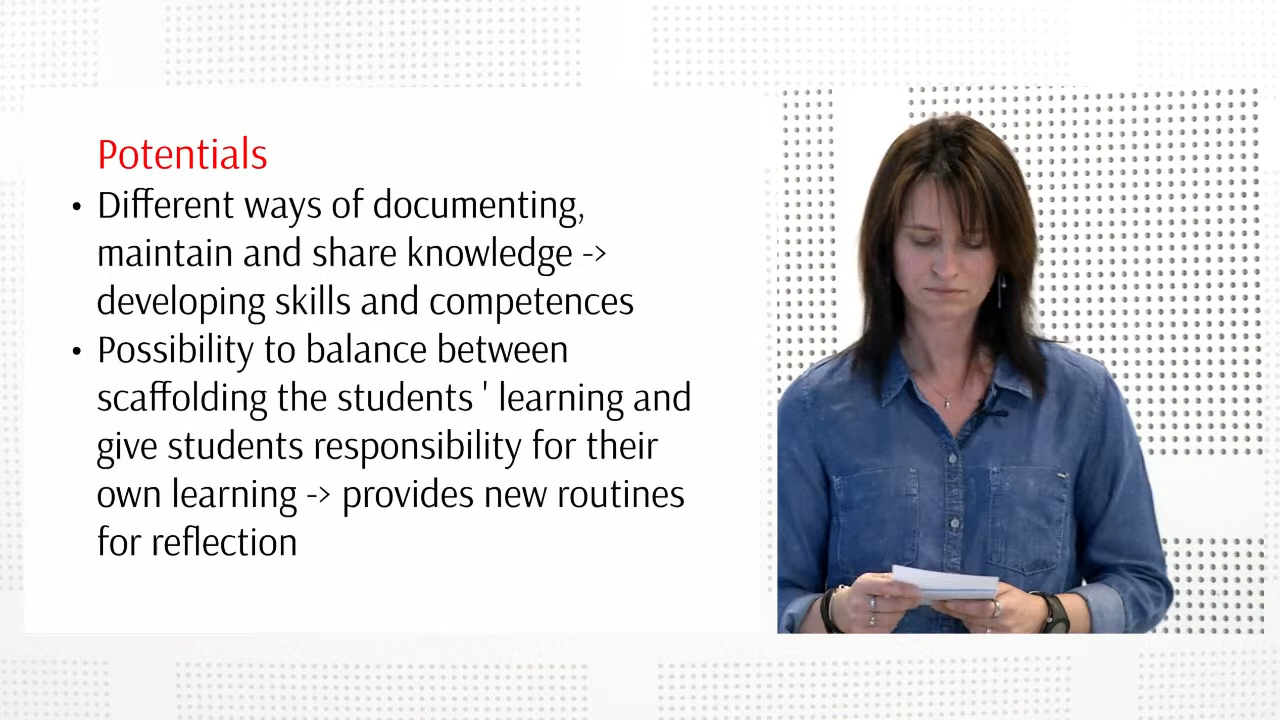 Potentials
• Different ways of documenting,
maintain and share knowledge ->
developing skills and competences
• Possibility to balance between
scaffolding the students ' learning and
give students responsibility for their
own learning -> provides new routines
for reflection